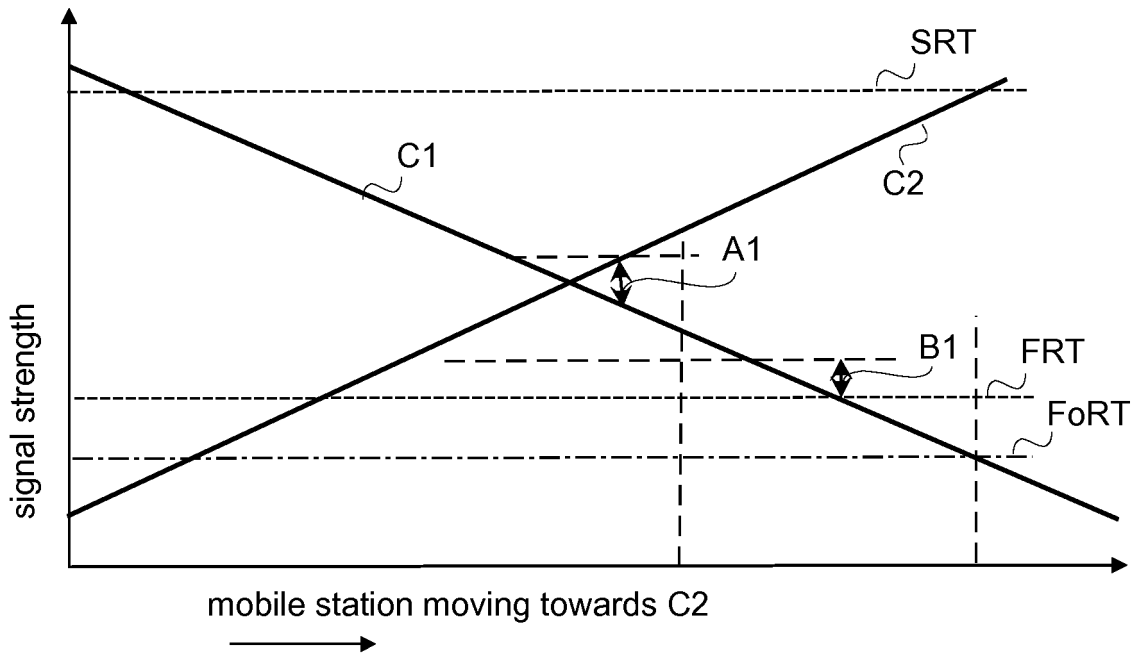 SRT
C1
C2
A1
B1
FRT
FoRT
signal strength
mobile station moving towards C2